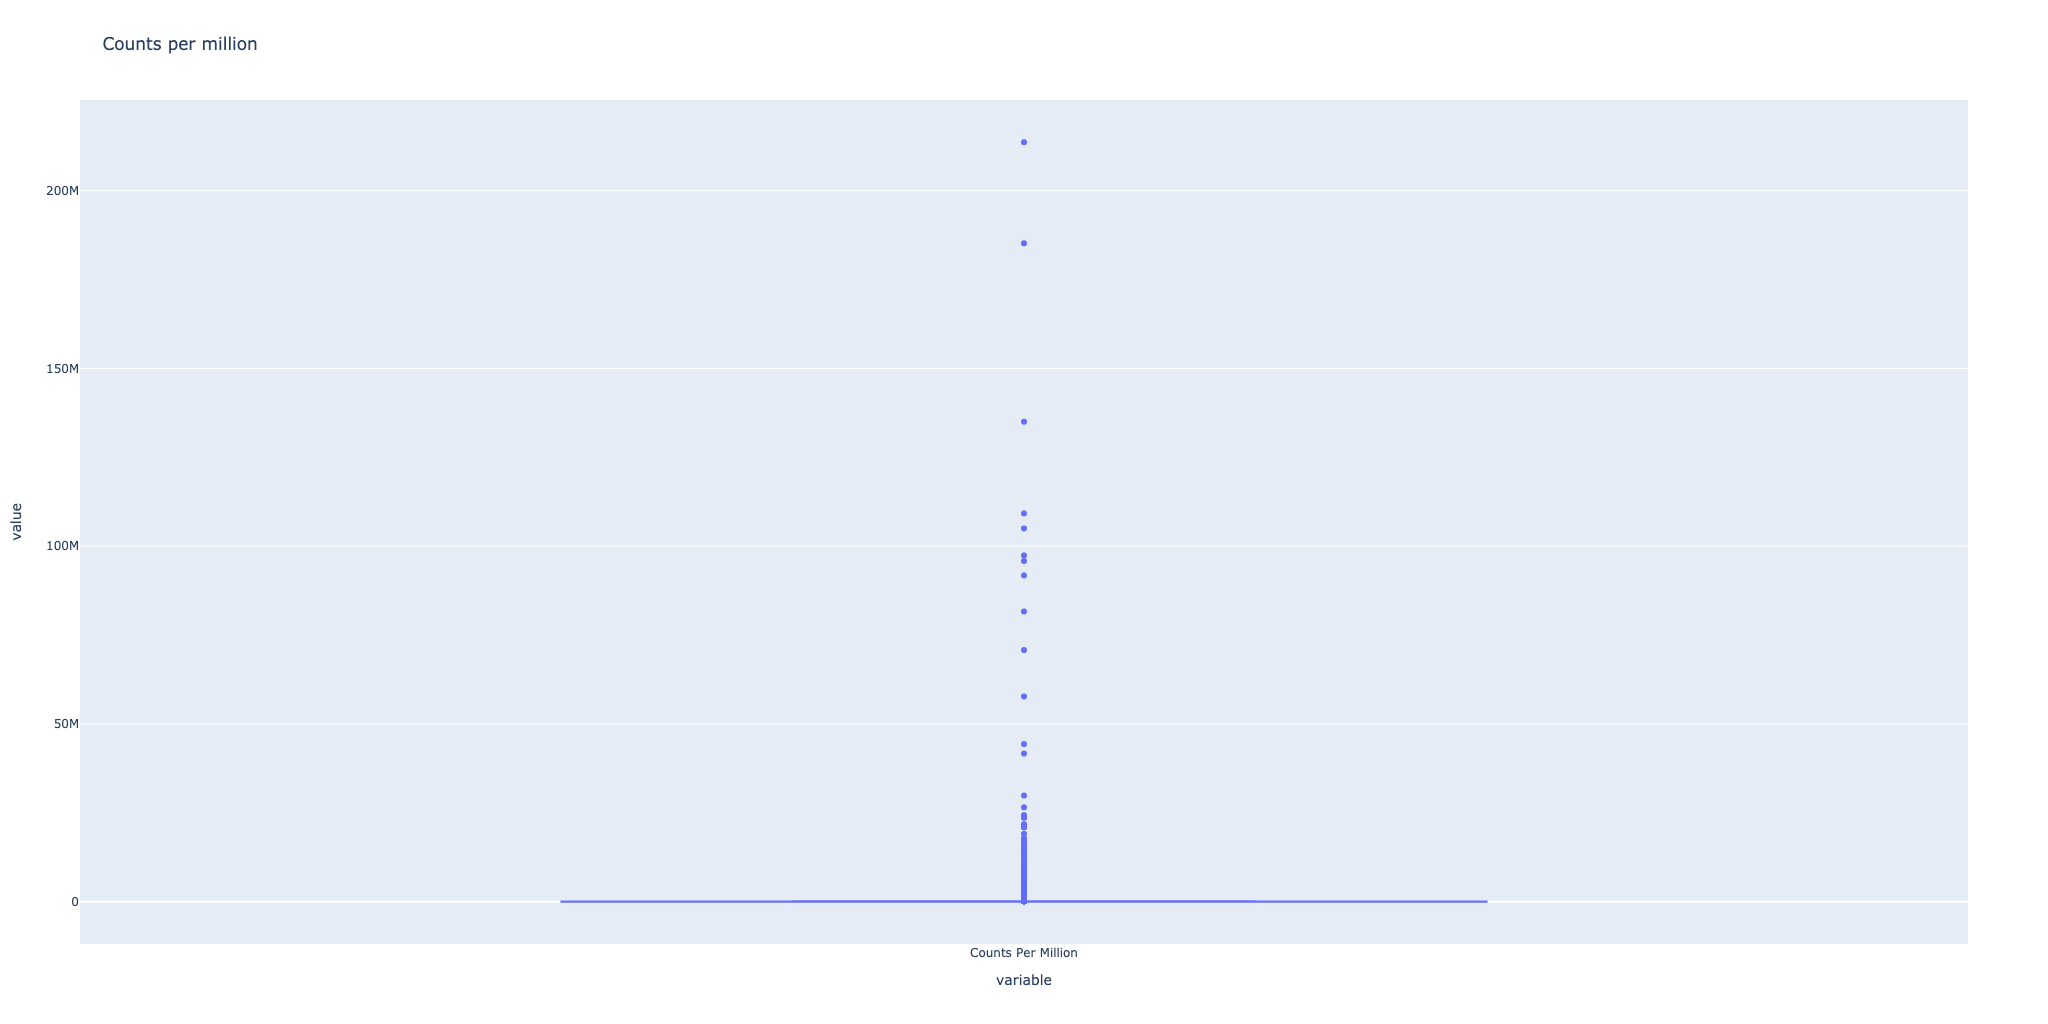 Counts per million
value
200M
150M
100M
50M
0
Counts Per Million
variable